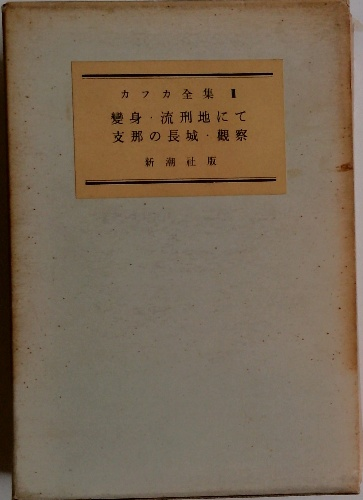 カフカ全集 Ⅲ
變身・流刑地にて
支那の長城・觀察
新潮社版